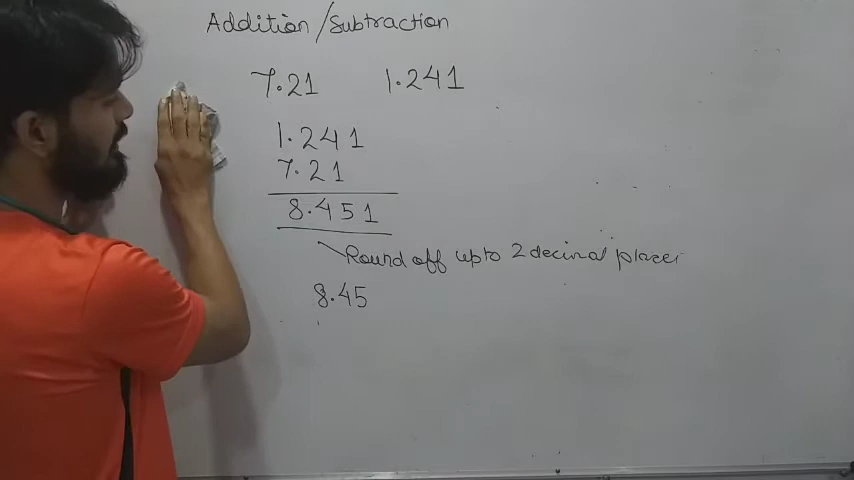 Addition/Subtraction
7.21 1.241
1.241
7.21
8.451
Round off upto 2 decimal places
8.45